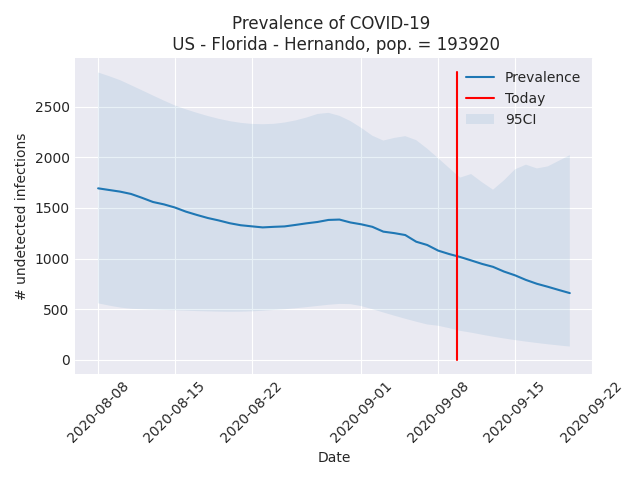 Prevalence of COVID-19
US - Florida - Hernando, pop. = 193920
Prevalence
Today
95CI
# undetected infections
2500
2000
1500
1000
500
0
2020-08-08
2020-08-15
2020-08-22
2020-09-01
2020-09-08
2020-09-15
2020-09-22
Date